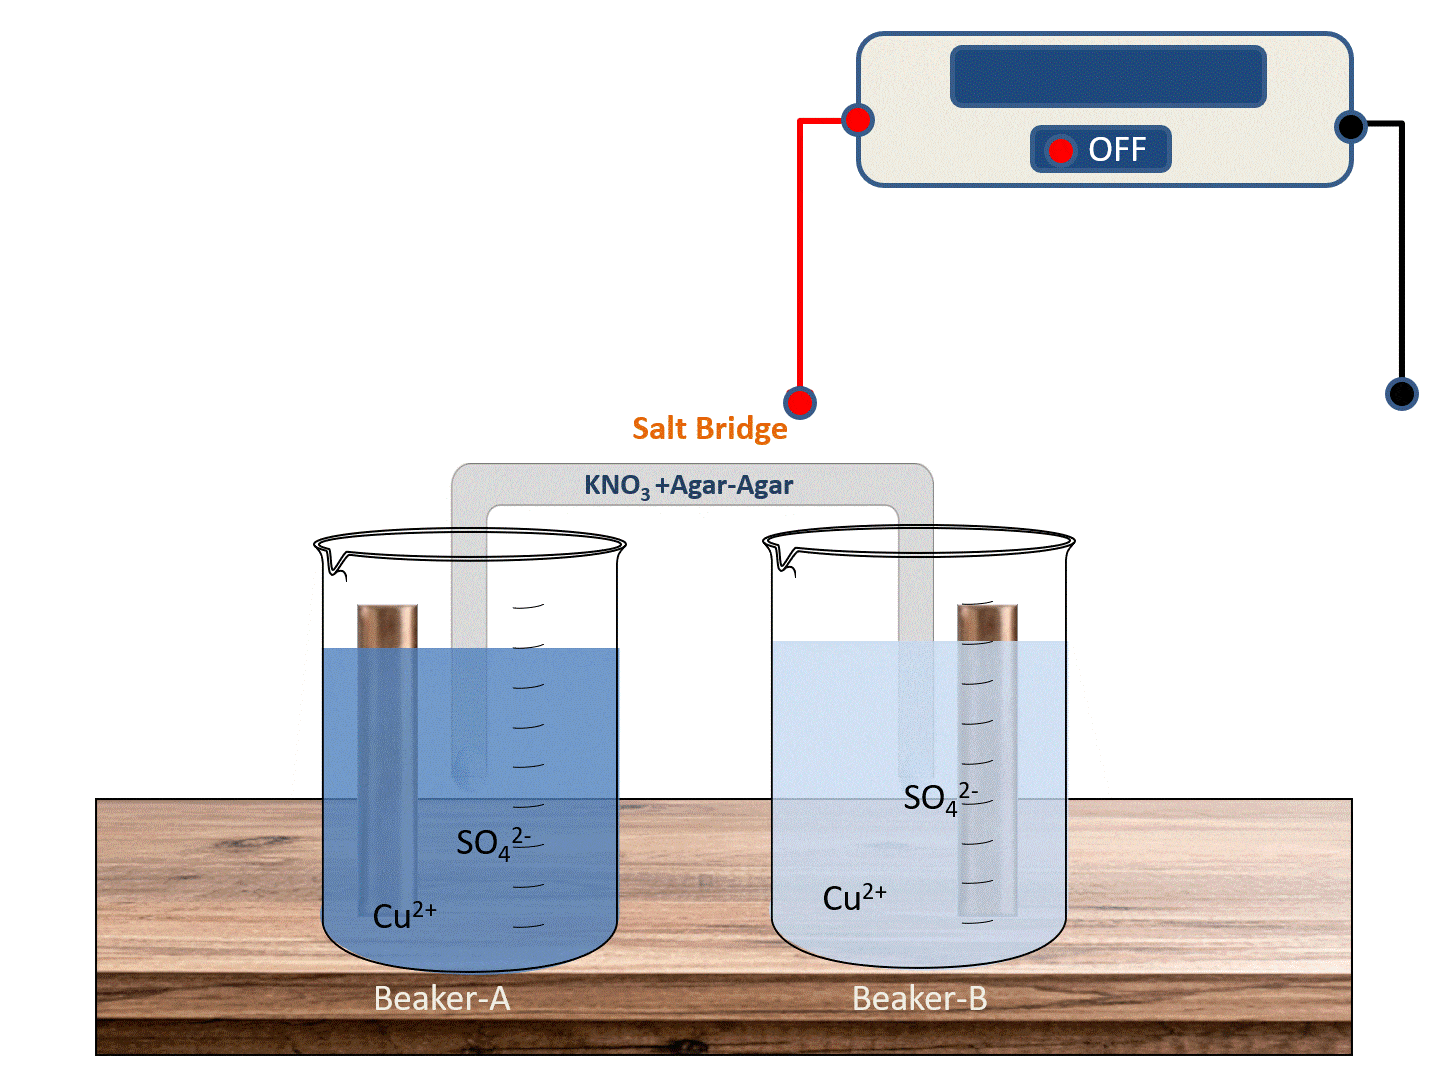 OFF
Salt Bridge
KNO₃ +Agar-Agar
SO₄²⁻
SO₄²⁻
Cu²⁺
Cu²⁺
Beaker-A
Beaker-B